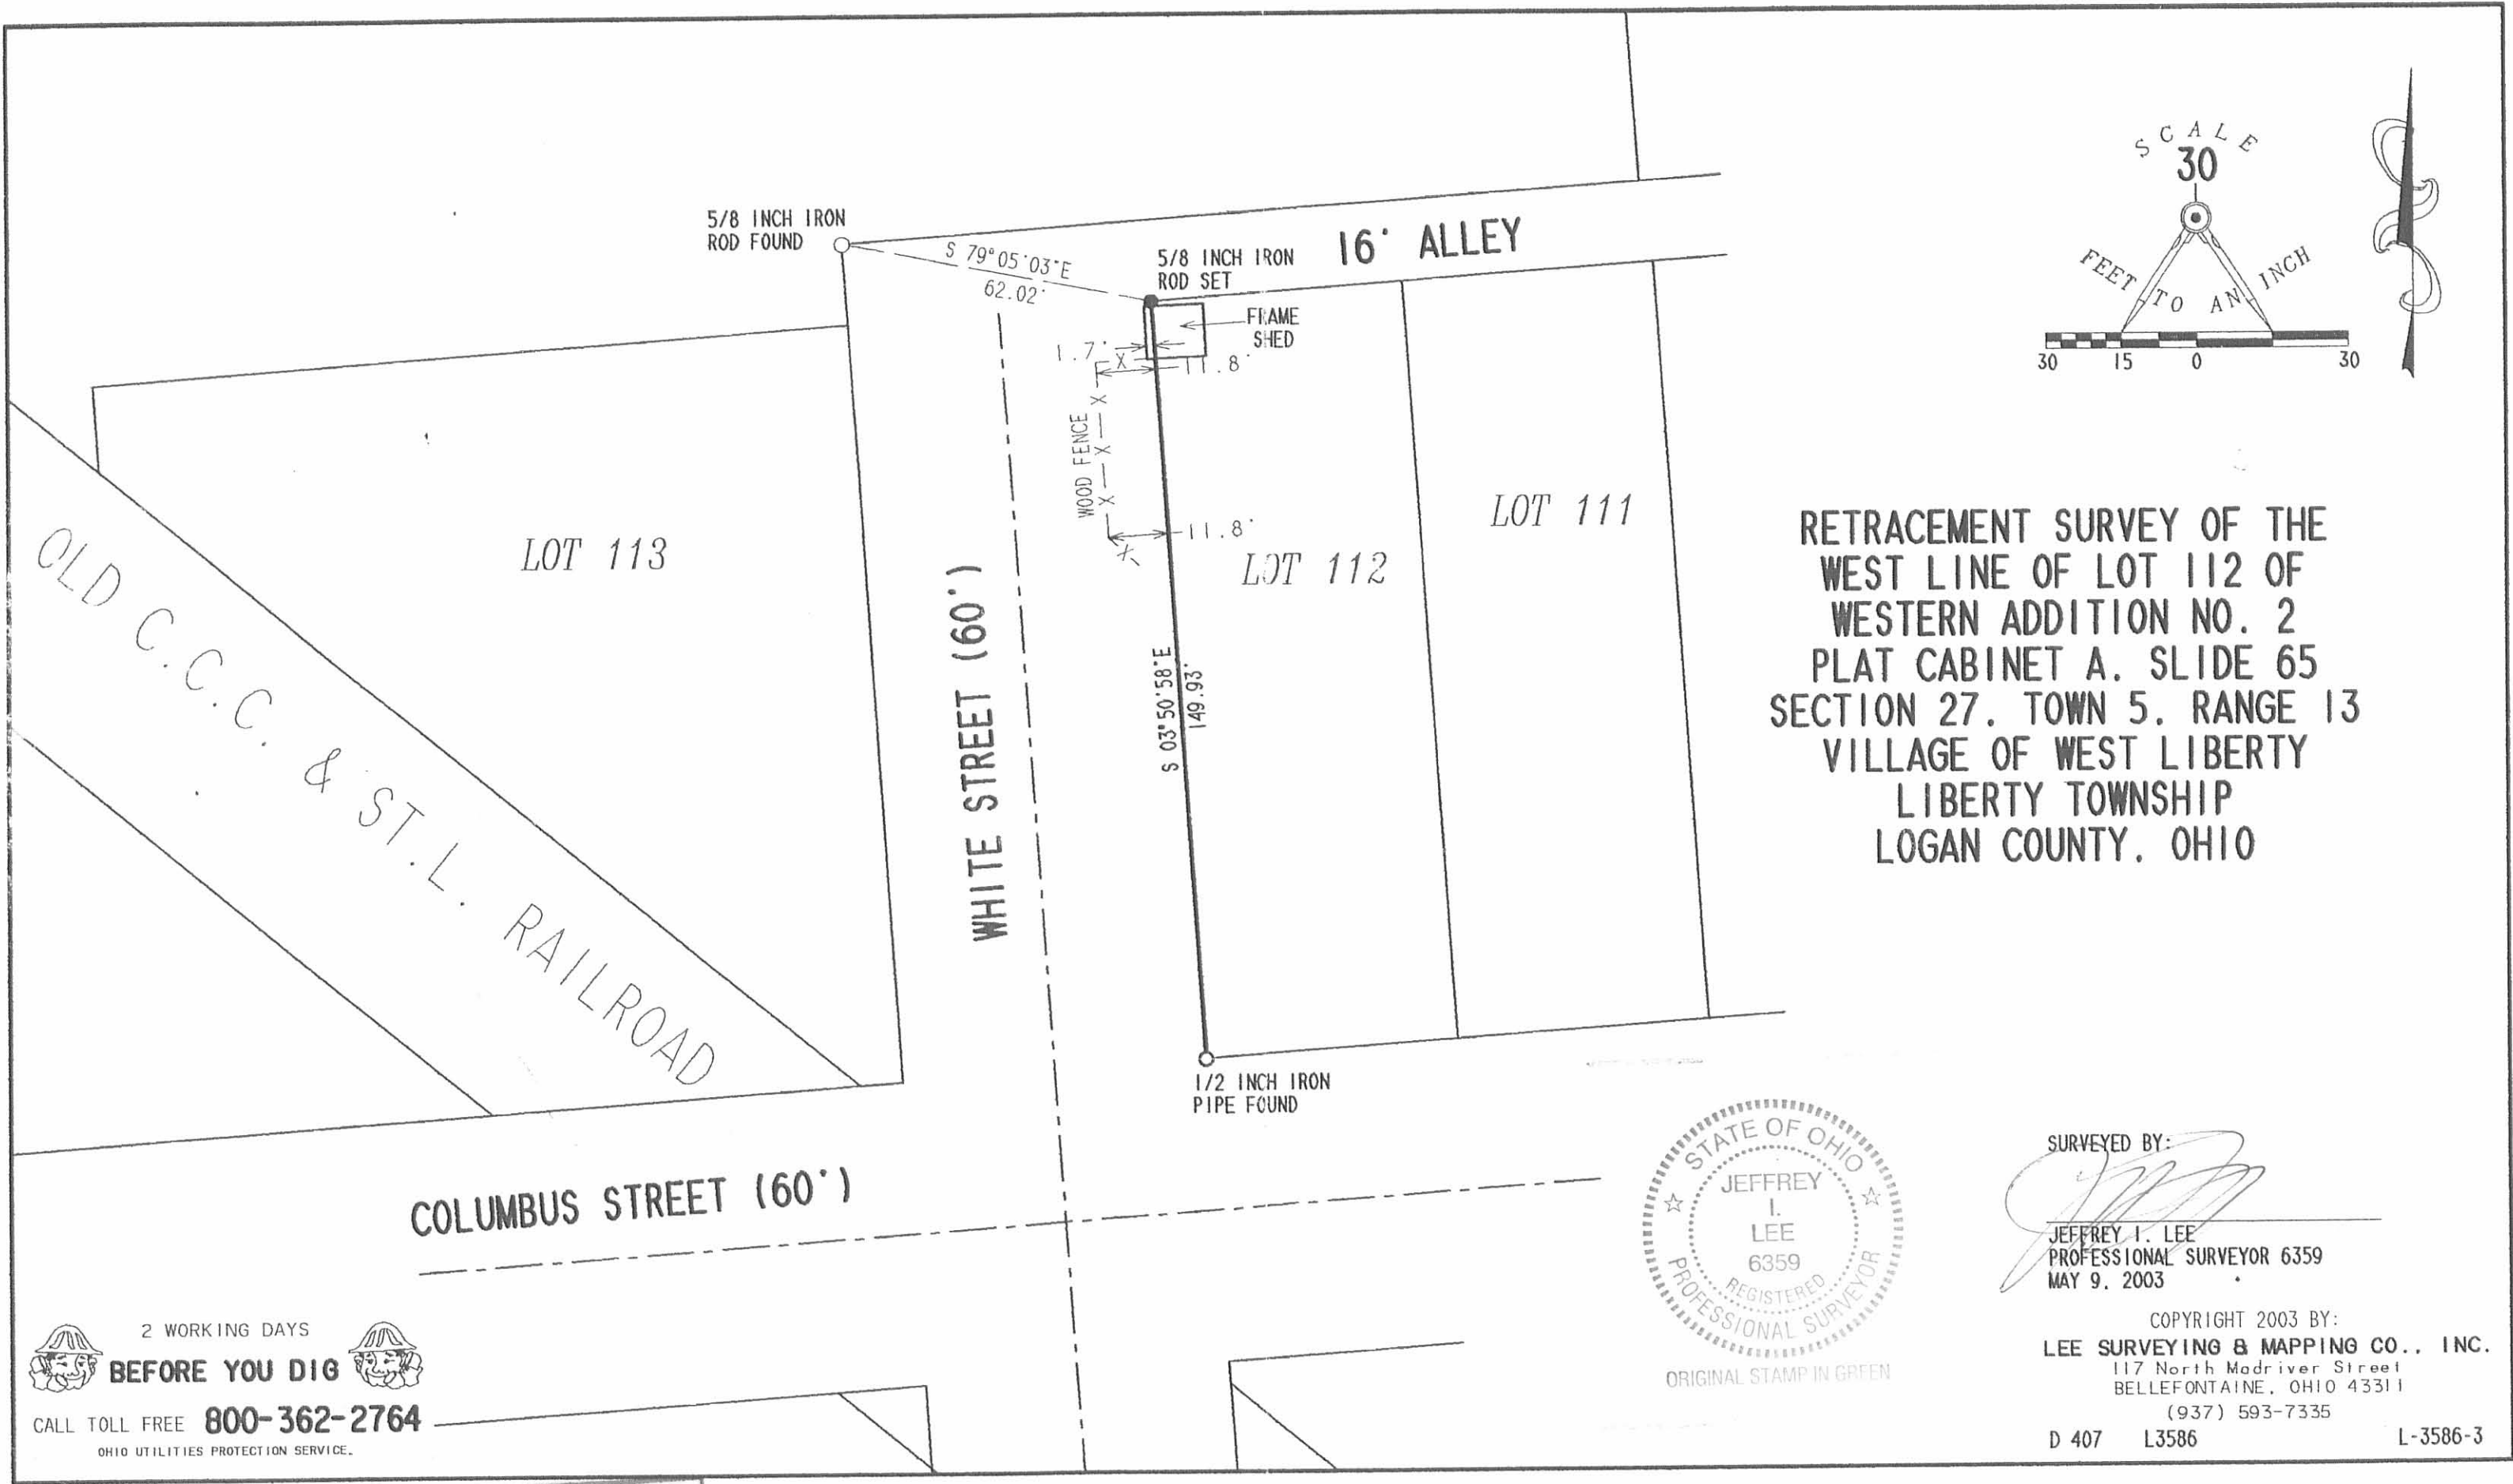 5/8 INCH IRON
ROD FOUND
S 79°05'03"E
62.02'
5/8 INCH IRON
ROD SET
16' ALLEY
FRAME
SHED
1.7'
X
11.8'
WOOD FENCE
X X X
11.8'
X
LOT 113
LOT 112
LOT 111
OLD C.C.C. & ST.L. RAILROAD
WHITE STREET (60')
S 03°50'58"E
149.93'
1/2 INCH IRON
PIPE FOUND
COLUMBUS STREET (60')
SCALE
30
FEET TO AN INCH
30 15 0 30
RETRACEMENT SURVEY OF THE
WEST LINE OF LOT 112 OF
WESTERN ADDITION NO. 2
PLAT CABINET A. SLIDE 65
SECTION 27. TOWN 5. RANGE 13
VILLAGE OF WEST LIBERTY
LIBERTY TOWNSHIP
LOGAN COUNTY. OHIO
STATE OF OHIO
JEFFREY
I.
LEE
6359
REGISTERED
PROFESSIONAL SURVEYOR
ORIGINAL STAMP IN GREEN
SURVEYED BY:
JEFFREY I. LEE
PROFESSIONAL SURVEYOR 6359
MAY 9. 2003
COPYRIGHT 2003 BY:
LEE SURVEYING & MAPPING CO.. INC.
117 North Madriver Street
BELLEFONTAINE, OHIO 43311
(937) 593-7335
D 407 L3586 L-3586-3
2 WORKING DAYS
BEFORE YOU DIG
CALL TOLL FREE 800-362-2764
OHIO UTILITIES PROTECTION SERVICE.